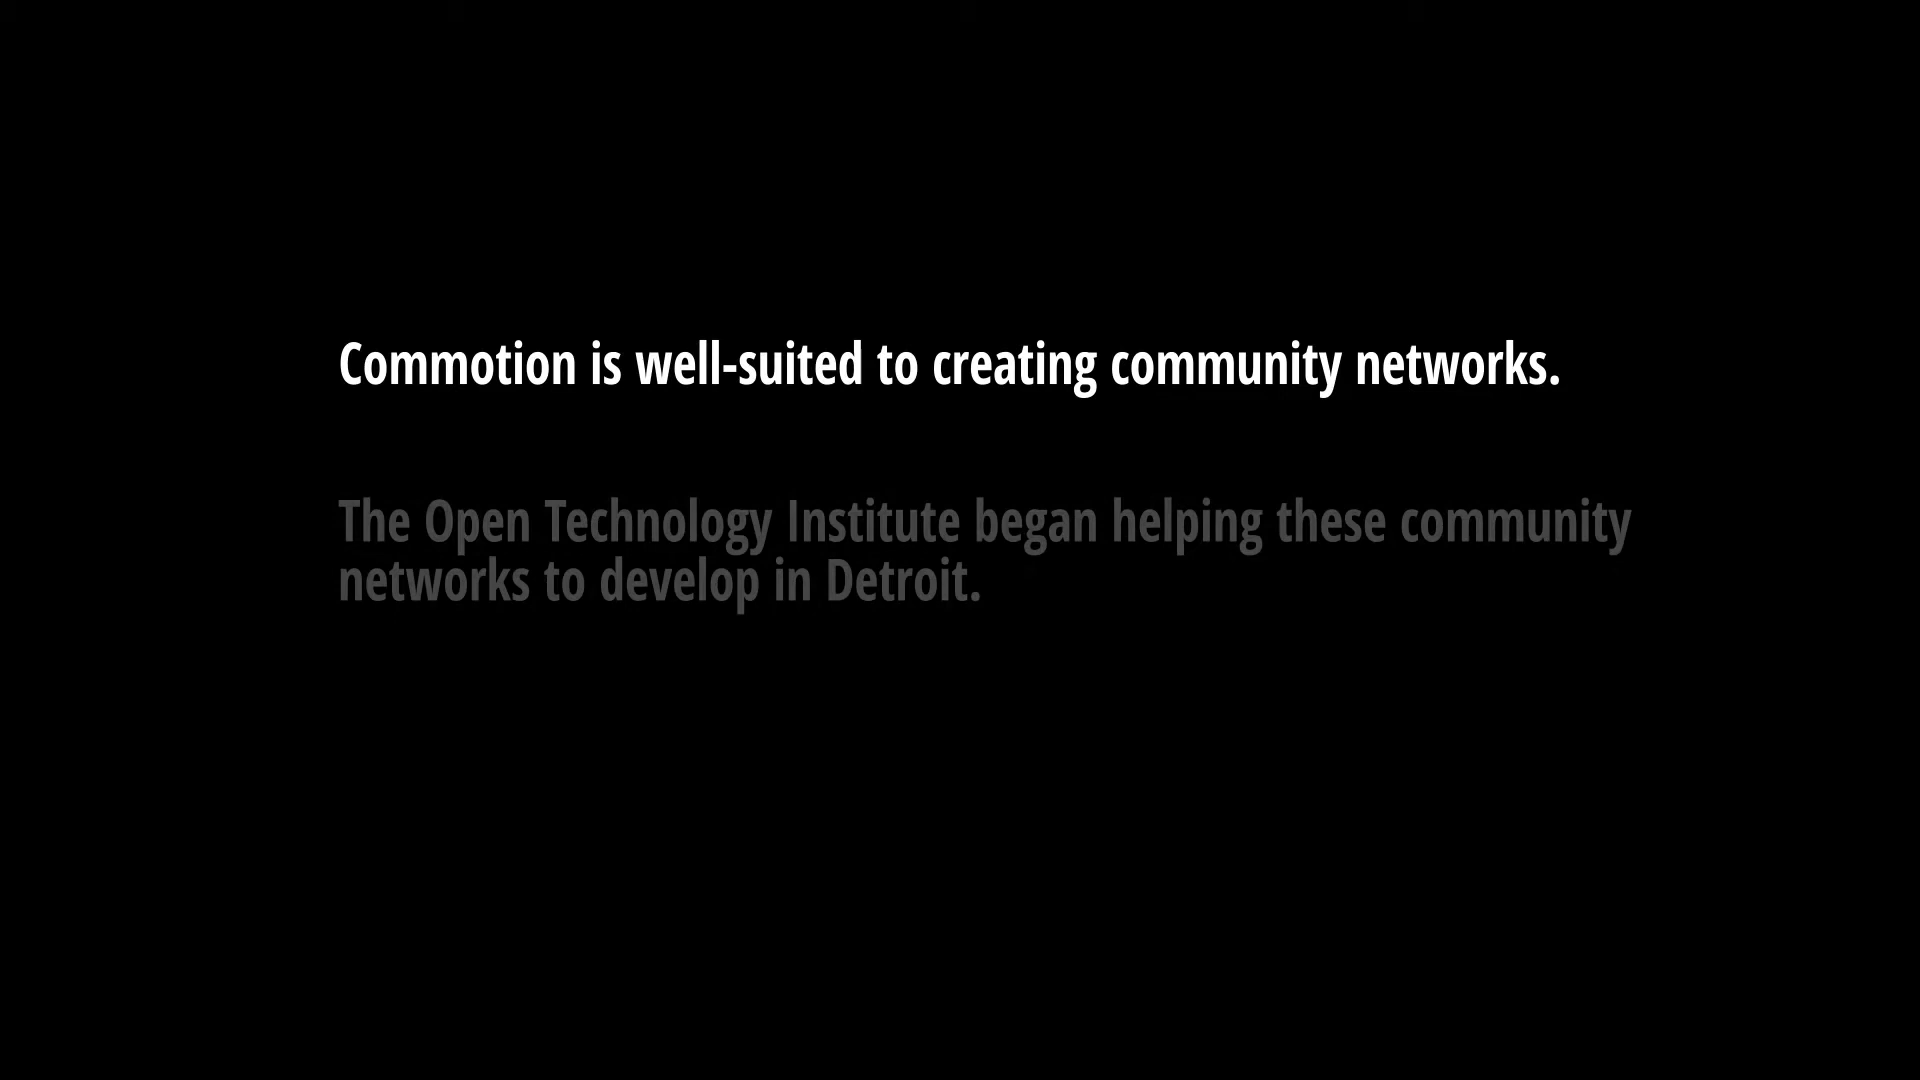 Commotion is well-suited to creating community networks.
The Open Technology Institute began helping these community
networks to develop in Detroit.